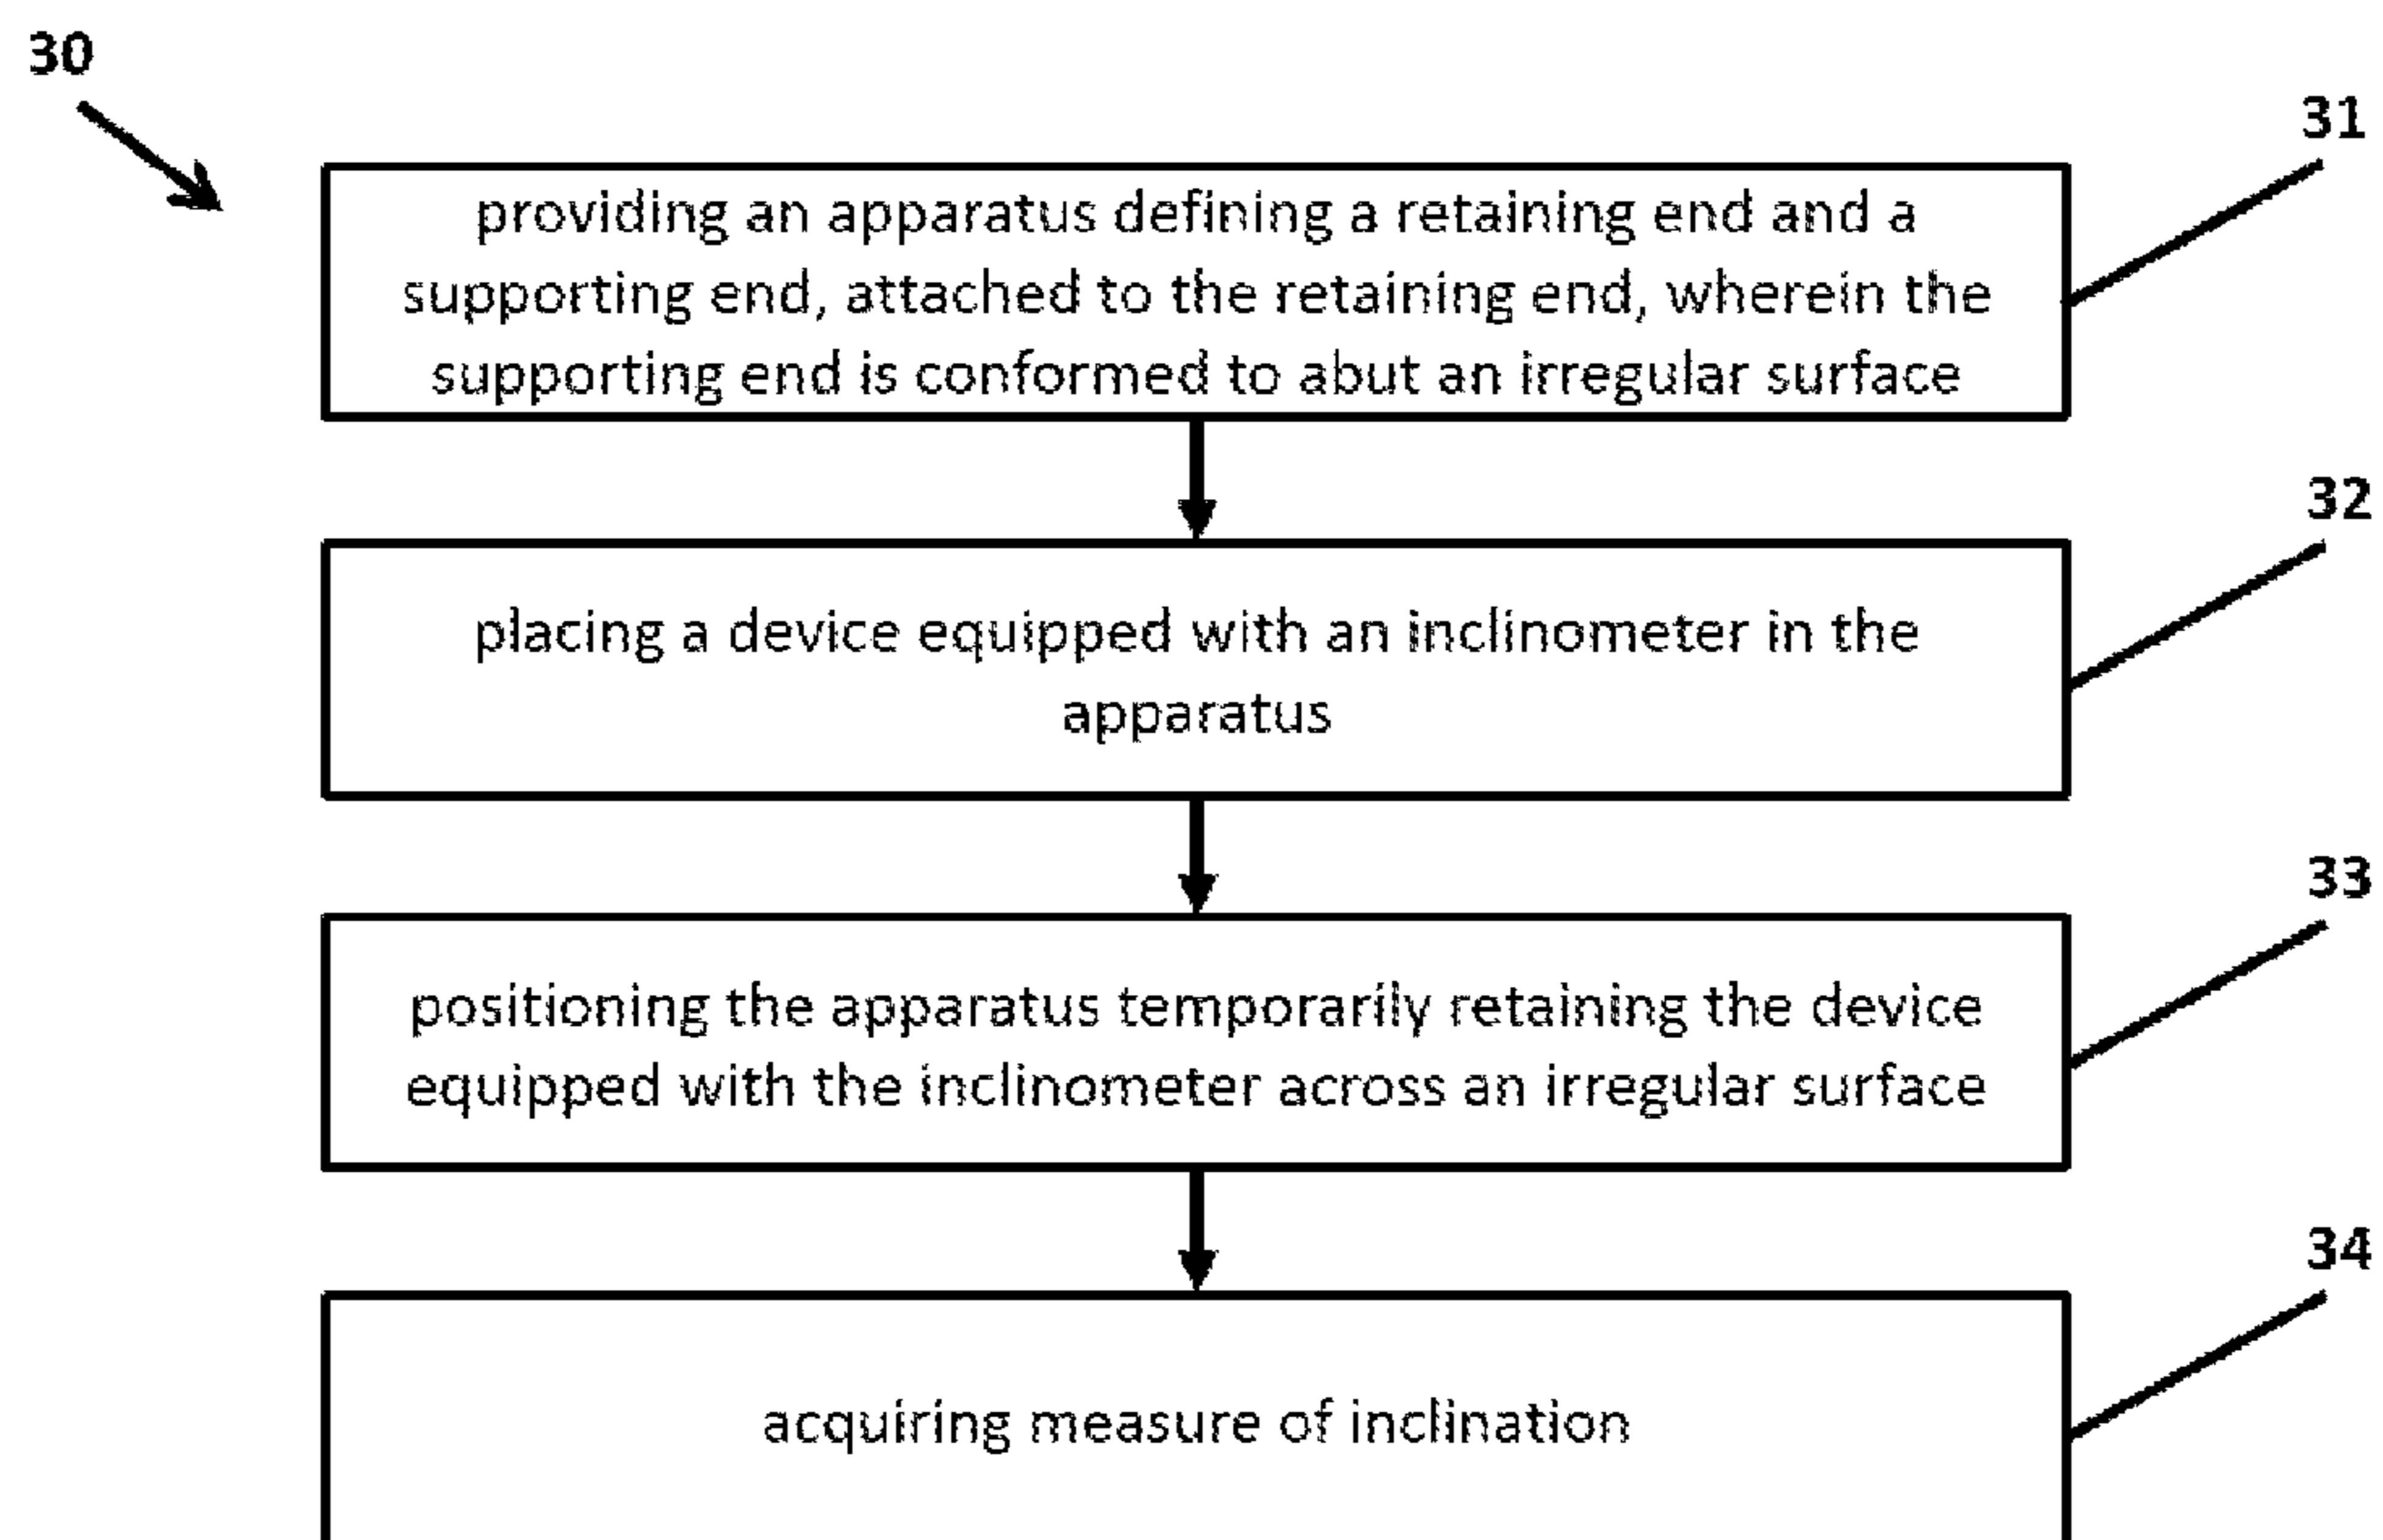 30
31
providing an apparatus defining a retaining end and a
supporting end, attached to the retaining end, wherein the
supporting end is conformed to abut an irregular surface
32
placing a device equipped with an inclinometer in the
apparatus
33
positioning the apparatus temporarily retaining the device
equipped with the inclinometer across an irregular surface
34
acquiring measure of inclination